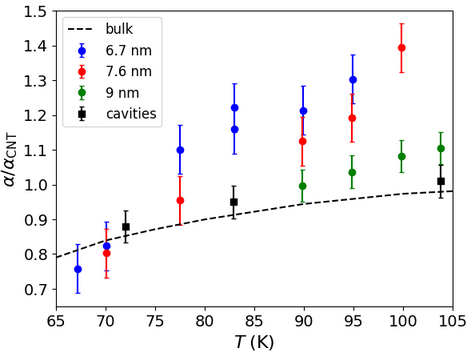 1.5
1.4
1.3
1.2
1.1
1.0
0.9
0.8
0.7
α/α_CNT
bulk
6.7 nm
7.6 nm
9 nm
cavities
65 70 75 80 85 90 95 100 105
T (K)